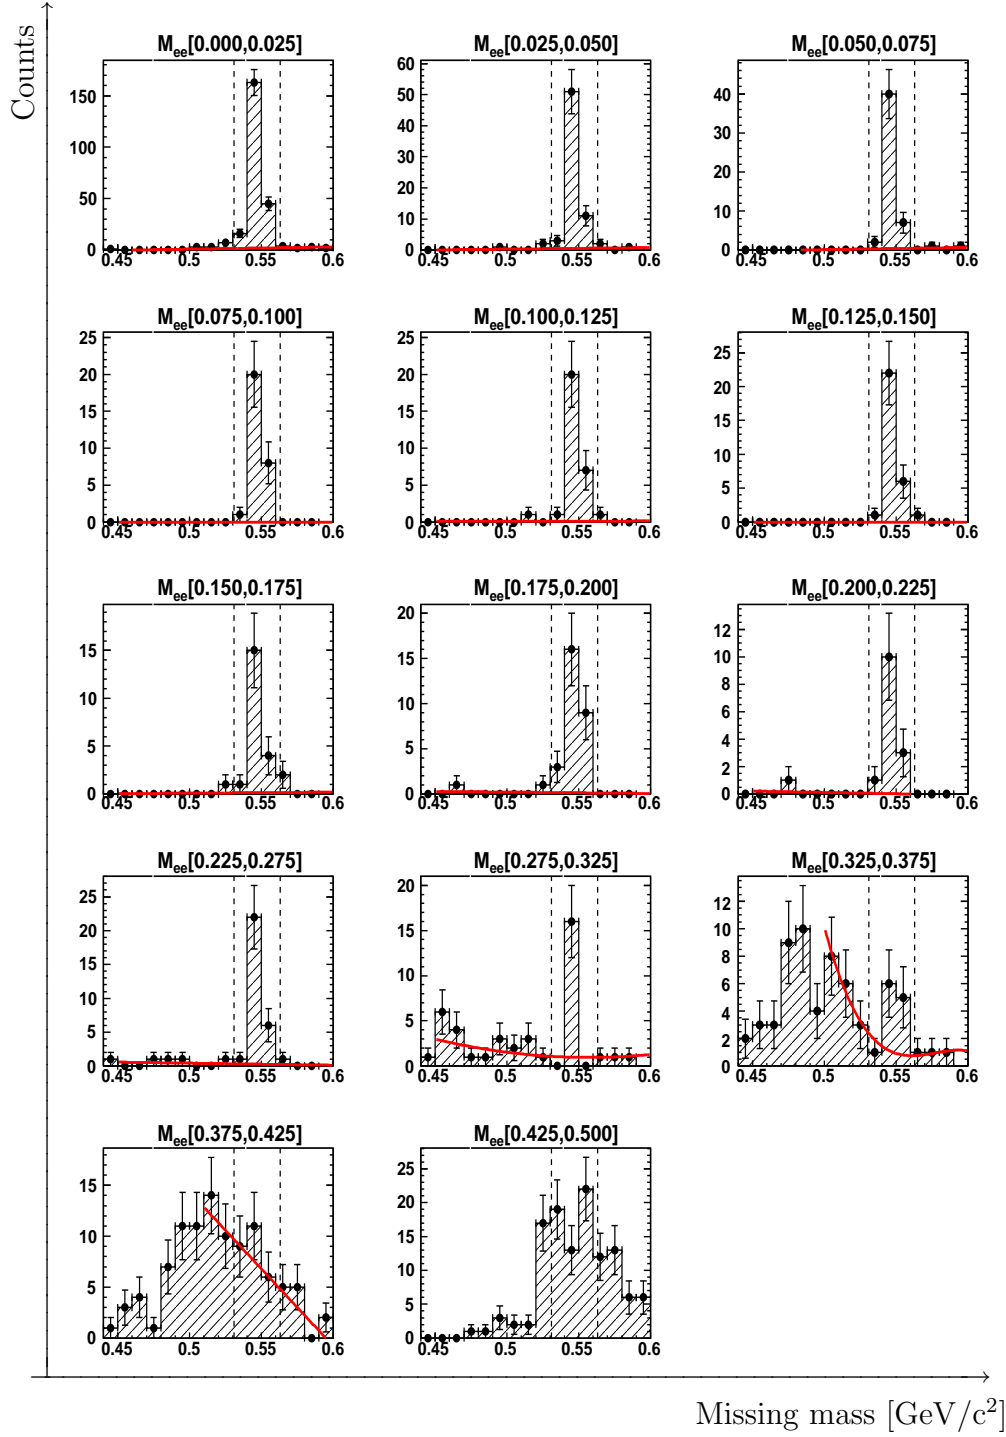 Counts
M_ee[0.000,0.025]
150
100
50
0
0.45 0.5 0.55 0.6
M_ee[0.025,0.050]
60
50
40
30
20
10
0
0.45 0.5 0.55 0.6
M_ee[0.050,0.075]
40
30
20
10
0
0.45 0.5 0.55 0.6
M_ee[0.075,0.100]
25
20
15
10
5
0
0.45 0.5 0.55 0.6
M_ee[0.100,0.125]
25
20
15
10
5
0
0.45 0.5 0.55 0.6
M_ee[0.125,0.150]
25
20
15
10
5
0
0.45 0.5 0.55 0.6
M_ee[0.150,0.175]
15
10
5
0
0.45 0.5 0.55 0.6
M_ee[0.175,0.200]
20
15
10
5
0
0.45 0.5 0.55 0.6
M_ee[0.200,0.225]
12
10
8
6
4
2
0
0.45 0.5 0.55 0.6
M_ee[0.225,0.275]
25
20
15
10
5
0
0.45 0.5 0.55 0.6
M_ee[0.275,0.325]
20
15
10
5
0
0.45 0.5 0.55 0.6
M_ee[0.325,0.375]
12
10
8
6
4
2
0
0.45 0.5 0.55 0.6
M_ee[0.375,0.425]
15
10
5
0
0.45 0.5 0.55 0.6
M_ee[0.425,0.500]
25
20
15
10
5
0
0.45 0.5 0.55 0.6
Missing mass [GeV/c²]